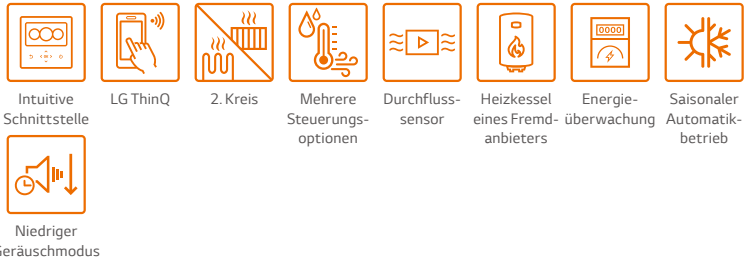 0000
Intuitive
Schnittstelle
LG ThinQ
2. Kreis
Mehrere
Steuerungs-
optionen
Durchfluss-
sensor
Heizkessel
eines Fremd-
anbieters
Energie-
überwachung
Saisonaler
Automatik-
betrieb
Niedriger
Geräuschmodus